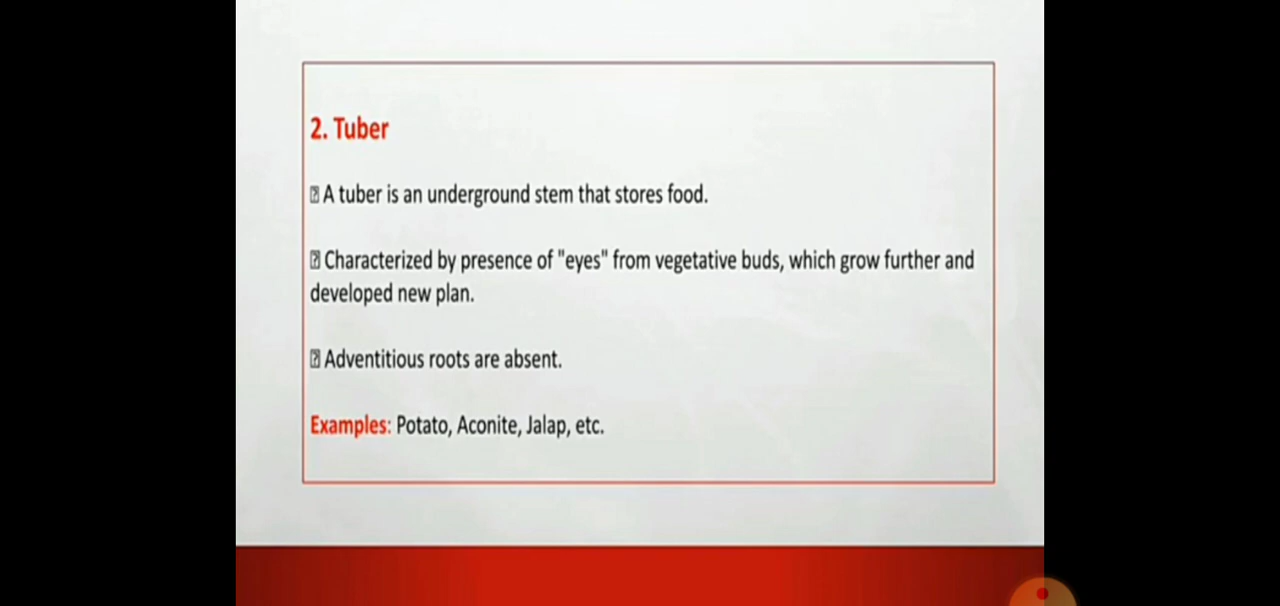 2. Tuber
A tuber is an underground stem that stores food.
Characterized by presence of "eyes" from vegetative buds, which grow further and
developed new plan.
Adventitious roots are absent.
Examples: Potato, Aconite, Jalap, etc.